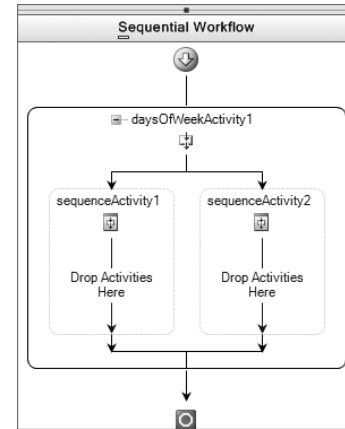 Sequential Workflow
daysOfWeekActivity1
sequenceActivity1
sequenceActivity2
Drop Activities
Here
Drop Activities
Here